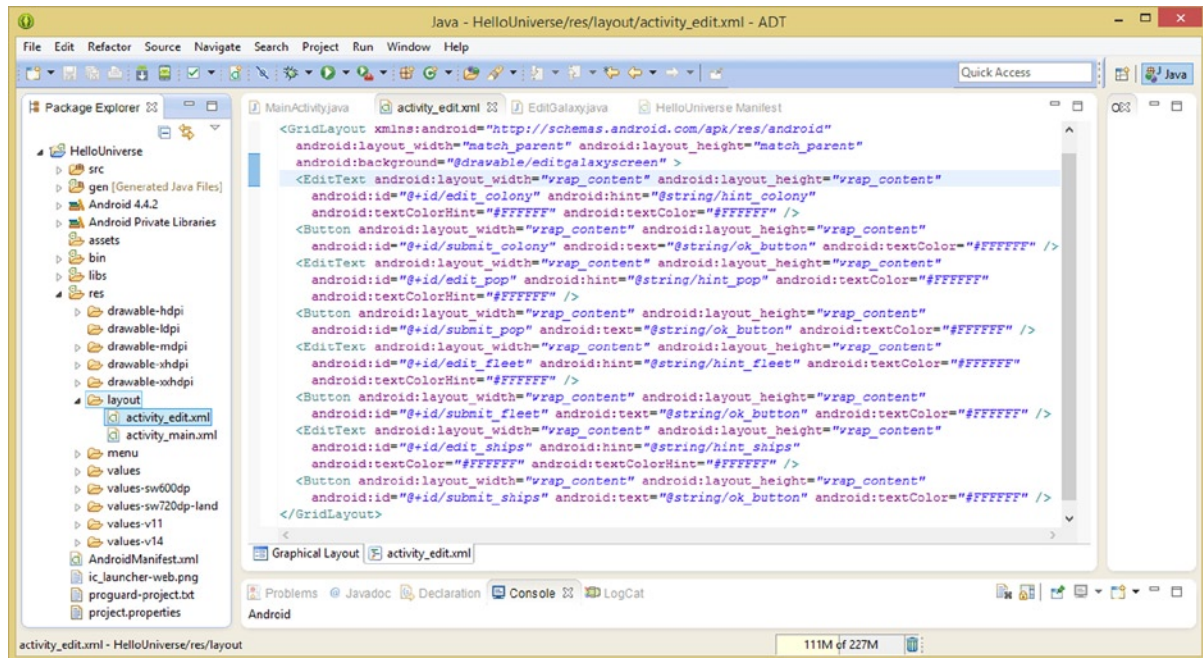 Java - HelloUniverse/res/layout/activity_edit.xml - ADT
File Edit Refactor Source Navigate Search Project Run Window Help
Quick Access
Java
Package Explorer
HelloUniverse
src
gen [Generated Java Files]
Android 4.4.2
Android Private Libraries
assets
bin
libs
res
drawable-hdpi
drawable-ldpi
drawable-mdpi
drawable-xhdpi
drawable-xxhdpi
layout
activity_edit.xml
activity_main.xml
menu
values
values-sw600dp
values-sw720dp-land
values-v11
values-v14
AndroidManifest.xml
ic_launcher-web.png
proguard-project.txt
project.properties
MainActivity.java activity_edit.xml EditGalaxy.java HelloUniverse Manifest
<GridLayout xmlns:android="http://schemas.android.com/apk/res/android"
android:layout_width="match_parent" android:layout_height="match_parent"
android:background="@drawable/editgalaxyscreen" >
<EditText android:layout_width="wrap_content" android:layout_height="wrap_content"
android:id="@+id/edit_colony" android:hint="@string/hint_colony"
android:textColorHint="#FFFFFF" android:textColor="#FFFFFF" />
<Button android:layout_width="wrap_content" android:layout_height="wrap_content"
android:id="@+id/submit_colony" android:text="@string/ok_button" android:textColor="#FFFFFF" />
<EditText android:layout_width="wrap_content" android:layout_height="wrap_content"
android:id="@+id/edit_pop" android:hint="@string/hint_pop" android:textColor="#FFFFFF"
android:textColorHint="#FFFFFF" />
<Button android:layout_width="wrap_content" android:layout_height="wrap_content"
android:id="@+id/submit_pop" android:text="@string/ok_button" android:textColor="#FFFFFF" />
<EditText android:layout_width="wrap_content" android:layout_height="wrap_content"
android:id="@+id/edit_fleet" android:hint="@string/hint_fleet" android:textColor="#FFFFFF"
android:textColorHint="#FFFFFF" />
<Button android:layout_width="wrap_content" android:layout_height="wrap_content"
android:id="@+id/submit_fleet" android:text="@string/ok_button" android:textColor="#FFFFFF" />
<EditText android:layout_width="wrap_content" android:layout_height="wrap_content"
android:id="@+id/edit_ships" android:hint="@string/hint_ships"
android:textColor="#FFFFFF" android:textColorHint="#FFFFFF" />
<Button android:layout_width="wrap_content" android:layout_height="wrap_content"
android:id="@+id/submit_ships" android:text="@string/ok_button" android:textColor="#FFFFFF" />
</GridLayout>
Graphical Layout activity_edit.xml
Problems Javadoc Declaration Console LogCat
Android
activity_edit.xml - HelloUniverse/res/layout
111M of 227M